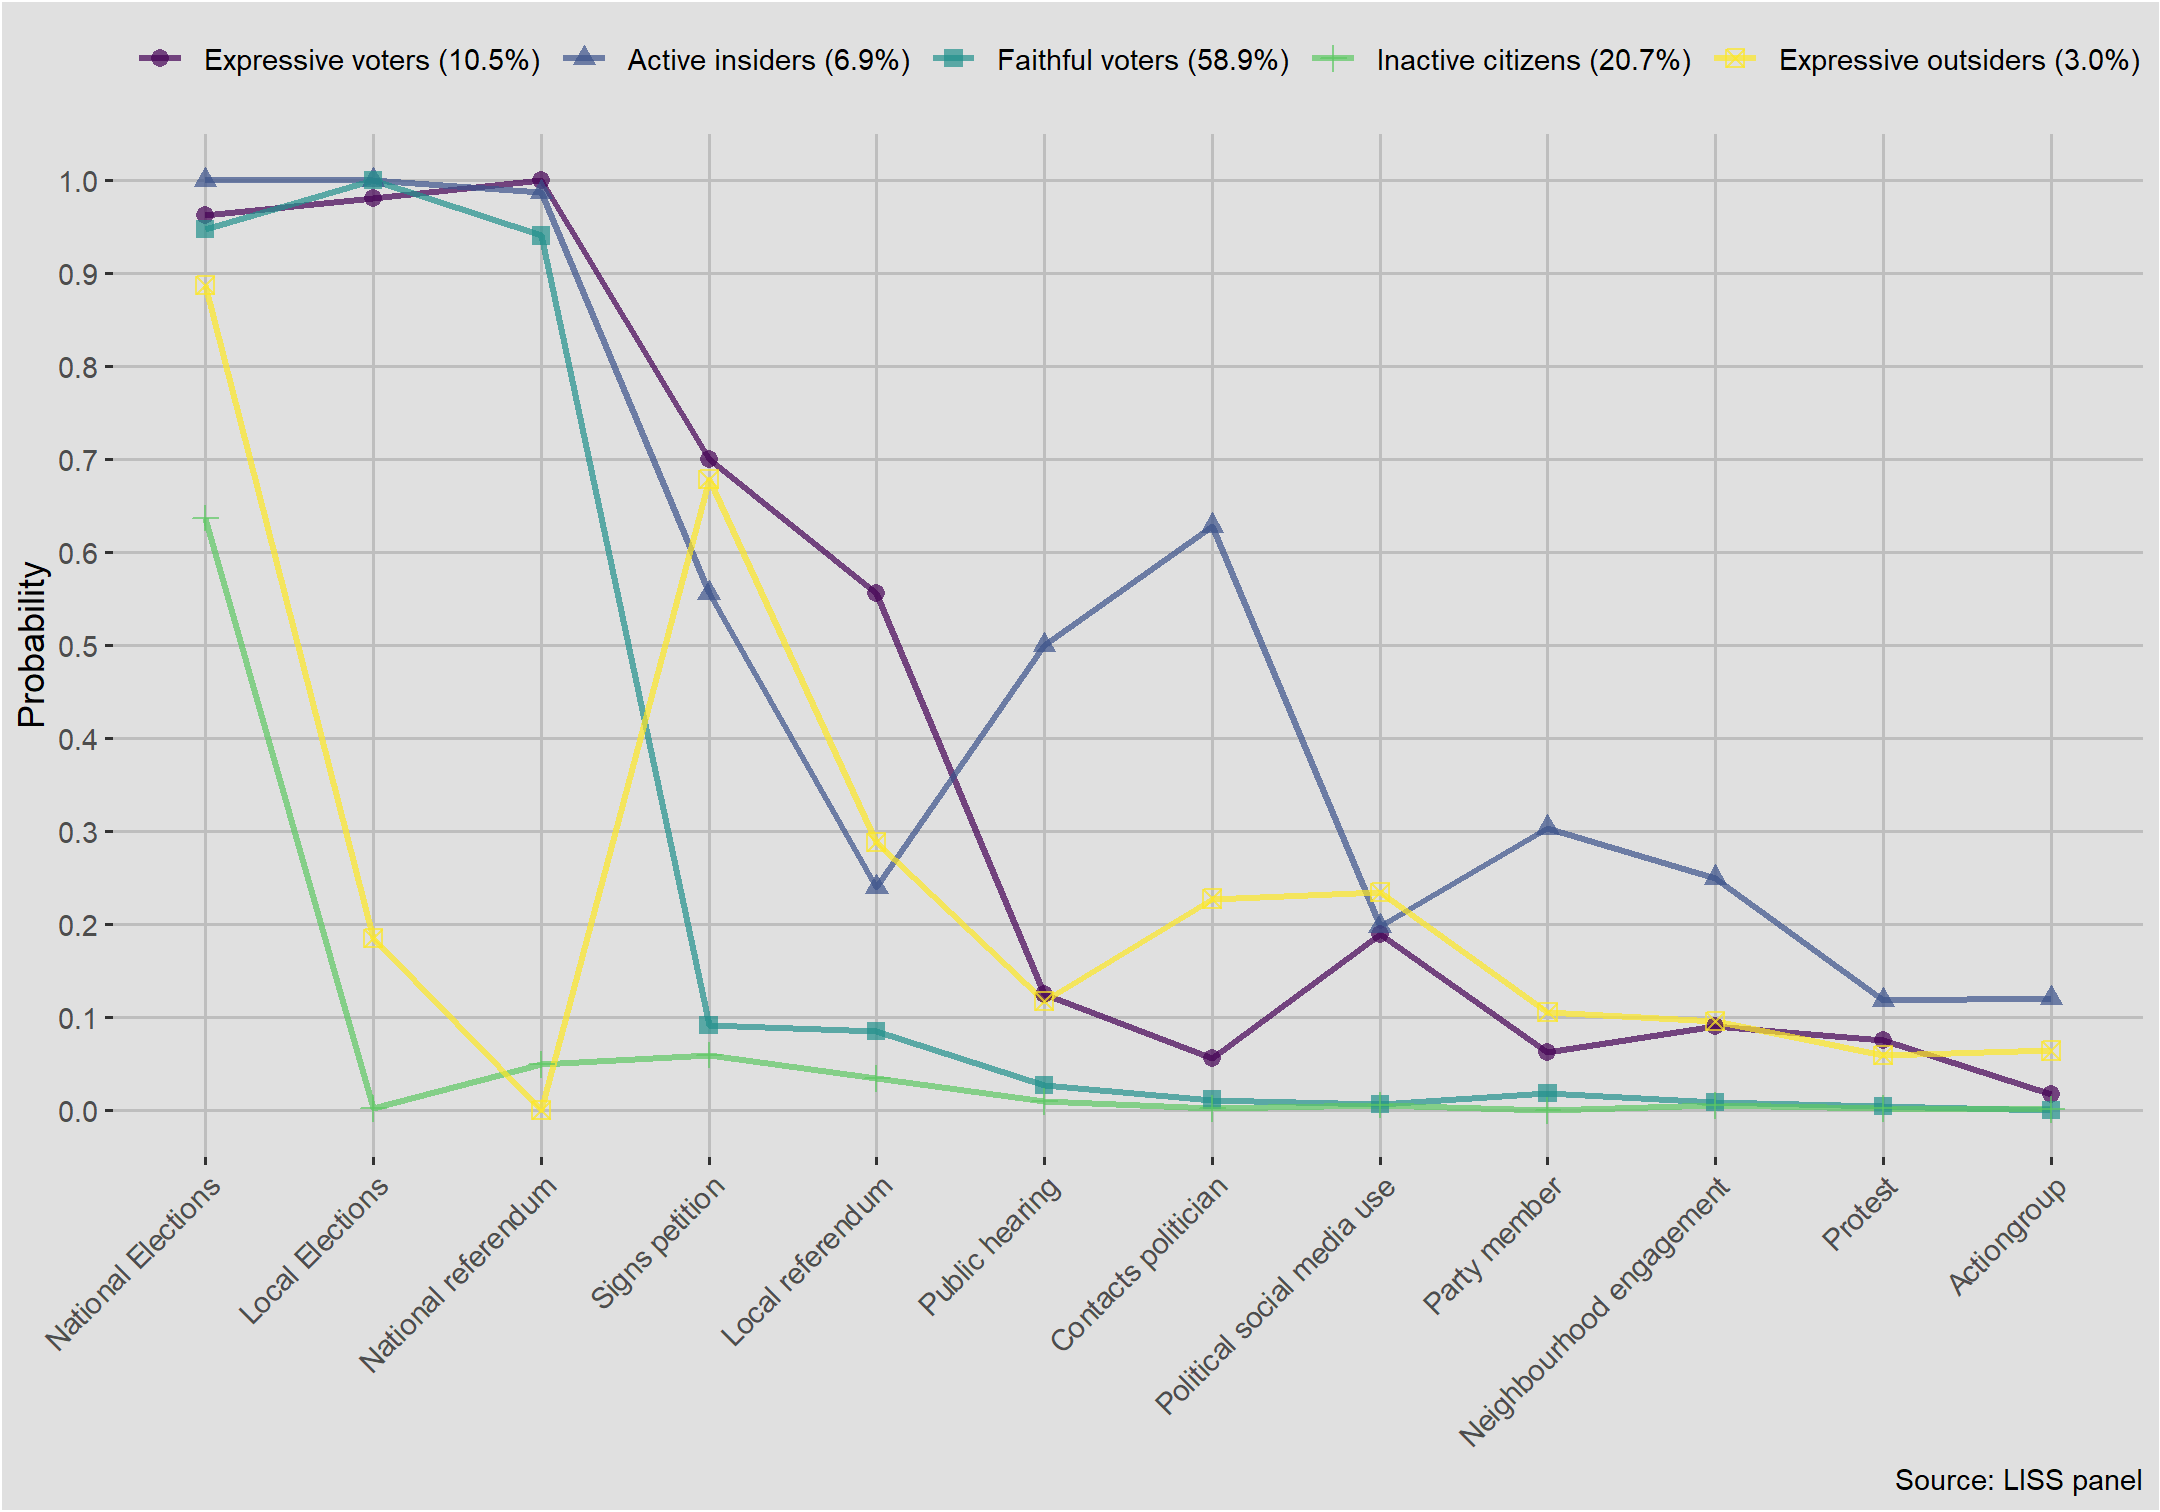 Expressive voters (10.5%) Active insiders (6.9%) Faithful voters (58.9%) Inactive citizens (20.7%) Expressive outsiders (3.0%)
Probability
1.0
0.9
0.8
0.7
0.6
0.5
0.4
0.3
0.2
0.1
0.0
National Elections
Local Elections
National referendum
Signs petition
Local referendum
Public hearing
Contacts politician
Political social media use
Party member
Neighbourhood engagement
Protest
Actiongroup
Source: LISS panel